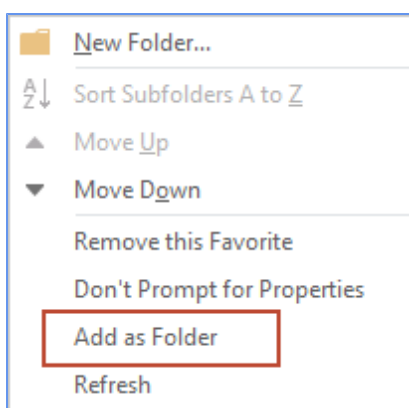 New Folder...
Sort Subfolders A to Z
Move Up
Move Down
Remove this Favorite
Don't Prompt for Properties
Add as Folder
Refresh